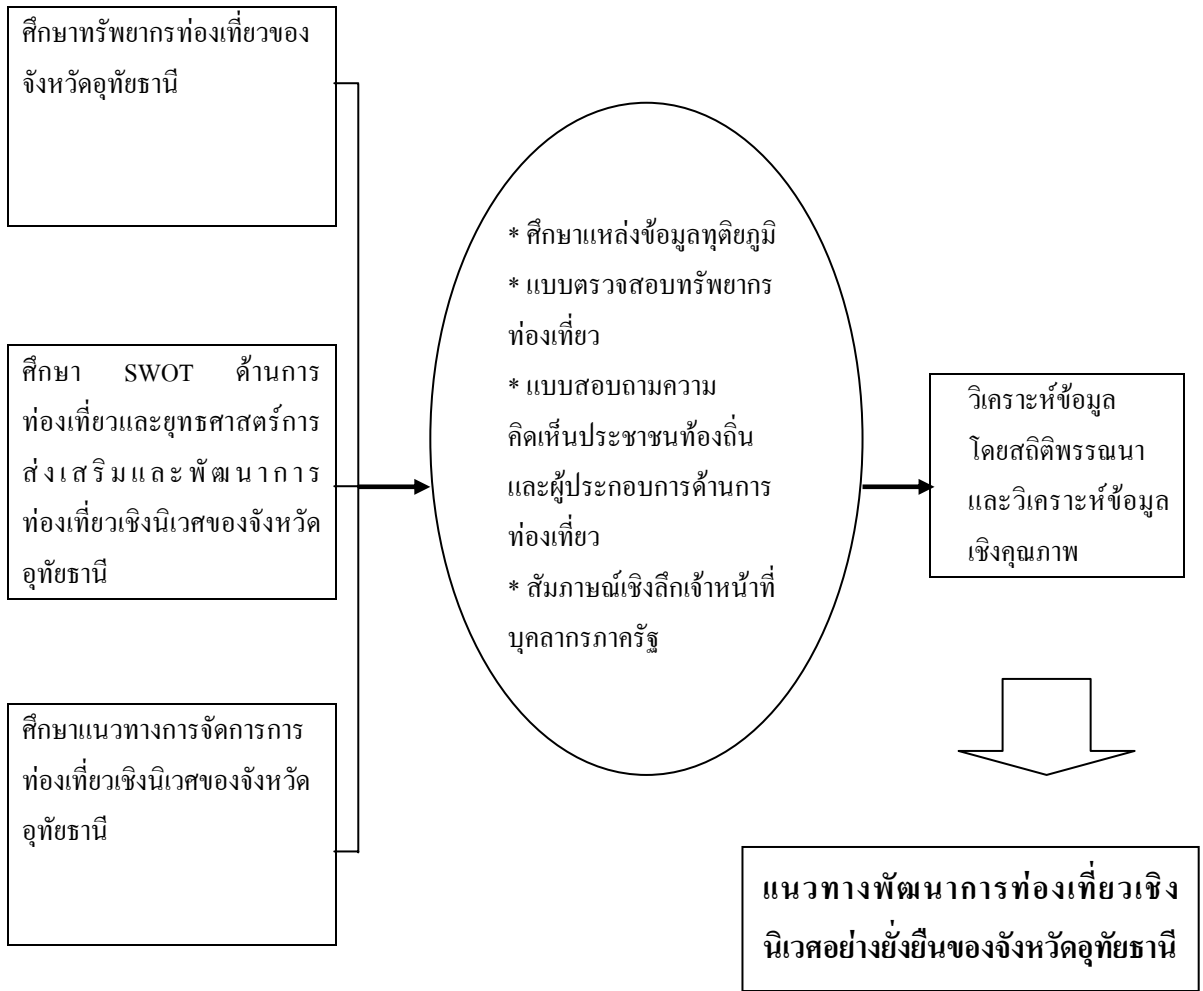 ศึกษาทรัพยากรท่องเที่ยวของ
จังหวัดอุทัยธานี
ศึกษา SWOT ด้านการ
ท่องเที่ยวและยุทธศาสตร์การ
ส่งเสริมและพัฒนาการ
ท่องเที่ยวเชิงนิเวศของจังหวัด
อุทัยธานี
ศึกษาแนวทางการจัดการการ
ท่องเที่ยวเชิงนิเวศของจังหวัด
อุทัยธานี
* ศึกษาแหล่งข้อมูลทุติยภูมิ
* แบบตรวจสอบทรัพยากร
ท่องเที่ยว
* แบบสอบถามความ
คิดเห็นประชาชนท้องถิ่น
และผู้ประกอบการด้านการ
ท่องเที่ยว
* สัมภาษณ์เชิงลึกเจ้าหน้าที่
บุคลากรภาครัฐ
วิเคราะห์ข้อมูล
โดยสถิติพรรณนา
และวิเคราะห์ข้อมูล
เชิงคุณภาพ
แนวทางพัฒนาการท่องเที่ยวเชิง
นิเวศอย่างยั่งยืนของจังหวัดอุทัยธานี